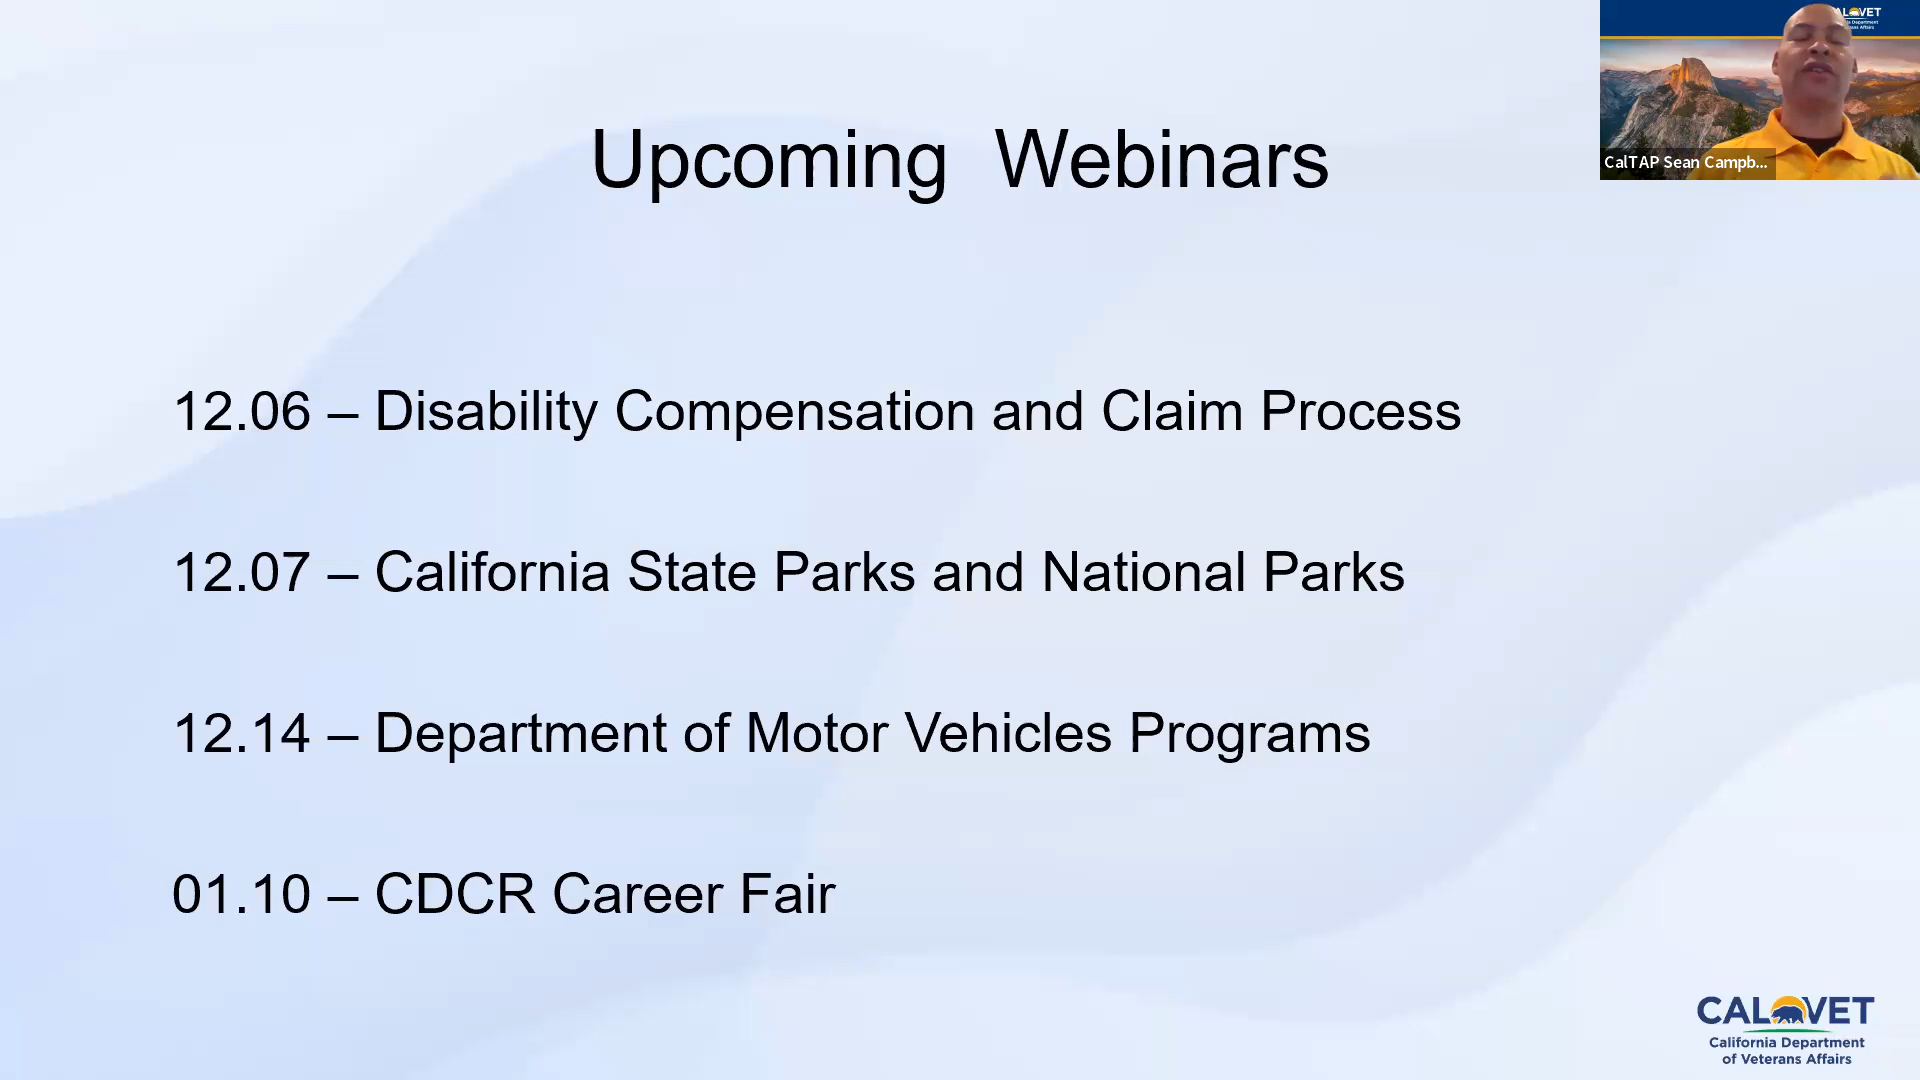 Upcoming Webinars
12.06 – Disability Compensation and Claim Process
12.07 – California State Parks and National Parks
12.14 – Department of Motor Vehicles Programs
01.10 – CDCR Career Fair
CalTAP Sean Campb...
CALVET
California Department
of Veterans Affairs